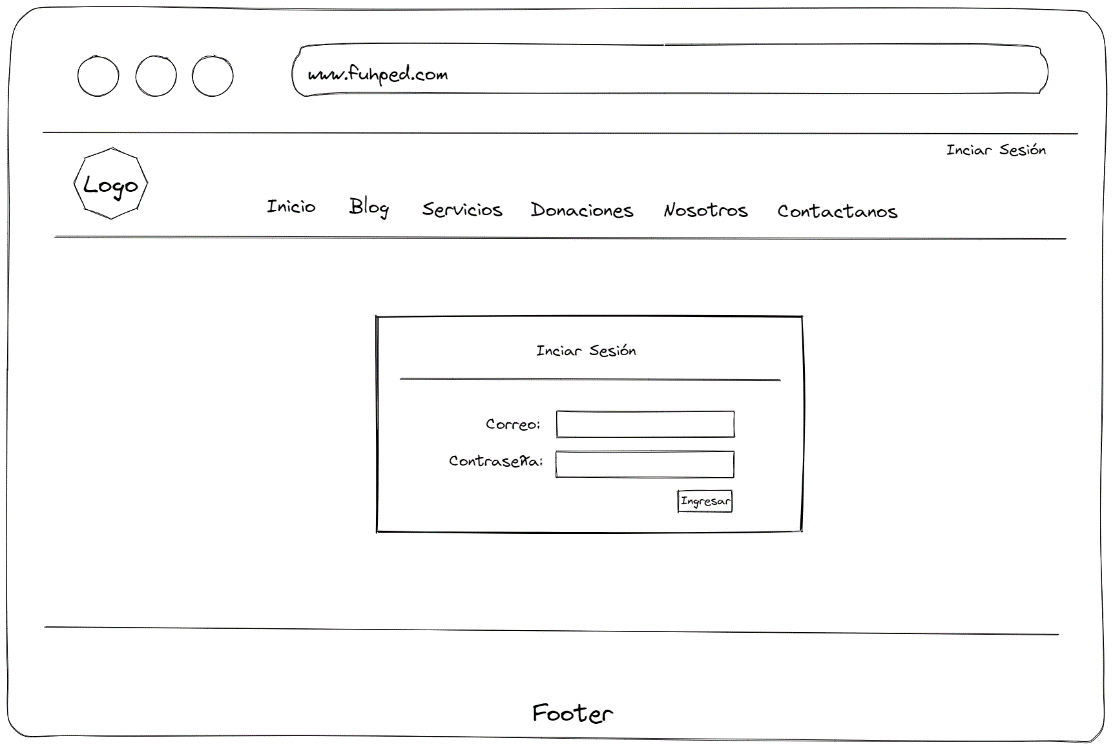 www.fuhped.com
Inciar Sesión
Logo
Inicio Blog Servicios Donaciones Nosotros Contactanos
Inciar Sesión
Correo:
Contraseña:
Ingresar
Footer